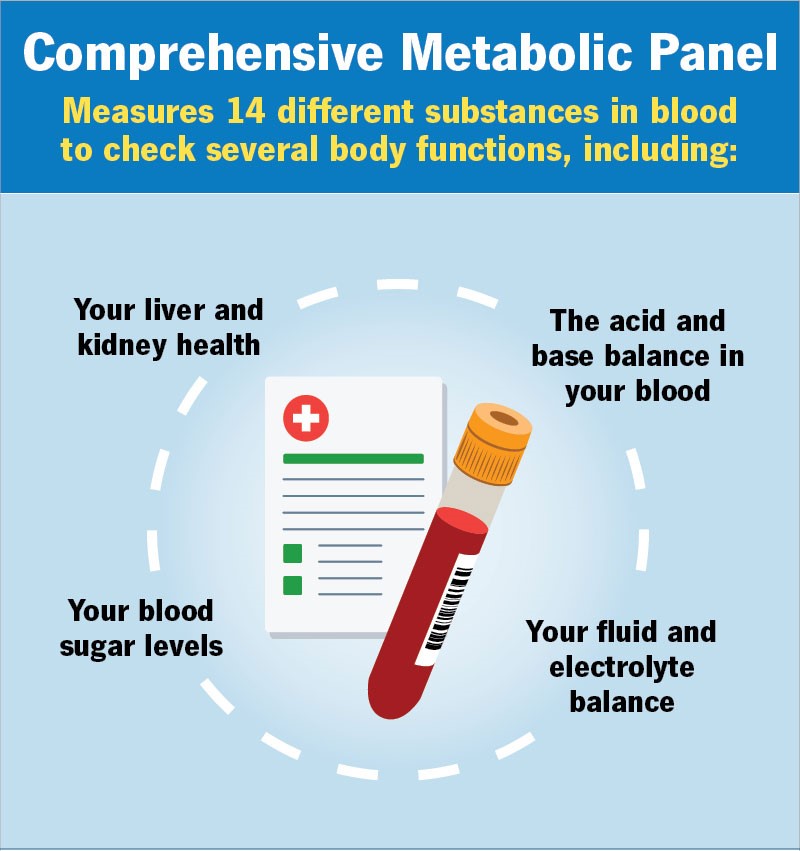 Comprehensive Metabolic Panel
Measures 14 different substances in blood
to check several body functions, including:
Your liver and
kidney health
The acid and
base balance in
your blood
Your blood
sugar levels
Your fluid and
electrolyte
balance